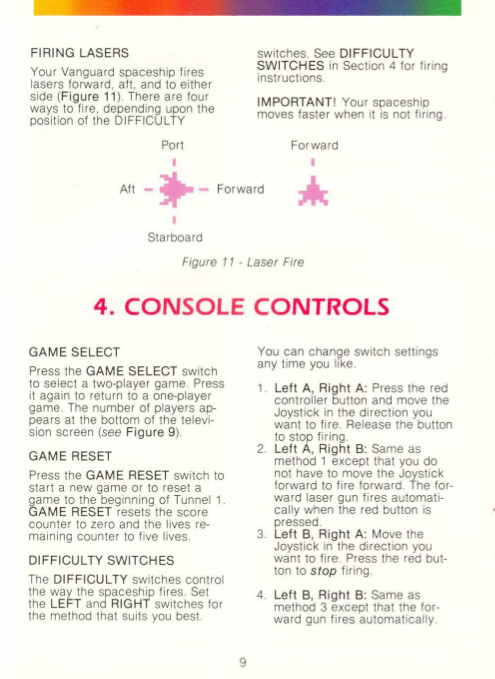 FIRING LASERS
Your Vanguard spaceship fires
lasers forward, aft, and to either
side (Figure 11). There are four
ways to fire, depending upon the
position of the DIFFICULTY
switches. See DIFFICULTY
SWITCHES in Section 4 for firing
instructions.
IMPORTANT! Your spaceship
moves faster when it is not firing.
Port
Aft
Forward
Starboard
Forward
Figure 11 - Laser Fire
4. CONSOLE CONTROLS
GAME SELECT
Press the GAME SELECT switch
to select a two-player game. Press
it again to return to a one-player
game. The number of players ap-
pears at the bottom of the televi-
sion screen (see Figure 9).
GAME RESET
Press the GAME RESET switch to
start a new game or to reset a
game to the beginning of Tunnel 1.
GAME RESET resets the score
counter to zero and the lives re-
maining counter to five lives.
DIFFICULTY SWITCHES
The DIFFICULTY switches control
the way the spaceship fires. Set
the LEFT and RIGHT switches for
the method that suits you best.
You can change switch settings
any time you like.
1. Left A, Right A: Press the red
controller button and move the
Joystick in the direction you
want to fire. Release the button
to stop firing.
2. Left A, Right B: Same as
method 1 except that you do
not have to move the Joystick
forward to fire forward. The for-
ward laser gun fires automati-
cally when the red button is
pressed.
3. Left B, Right A: Move the
Joystick in the direction you
want to fire. Press the red but-
ton to stop firing.
4. Left B, Right B: Same as
method 3 except that the for-
ward gun fires automatically.
9